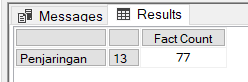 Messages Results
Fact Count
Penjaringan 13 77